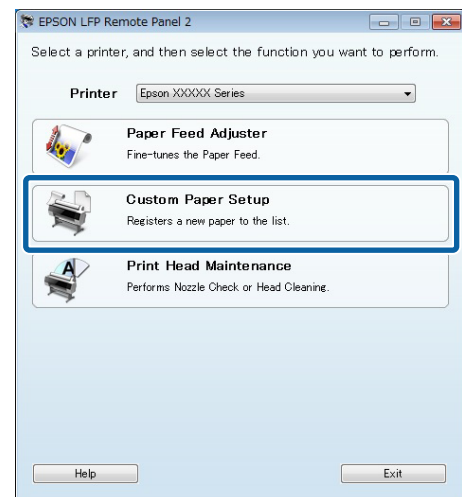 EPSON LFP Remote Panel 2
Select a printer, and then select the function you want to perform.
Printer Epson XXXXX Series
Paper Feed Adjuster
Fine-tunes the Paper Feed.
Custom Paper Setup
Registers a new paper to the list.
A
Print Head Maintenance
Performs Nozzle Check or Head Cleaning.
Help Exit